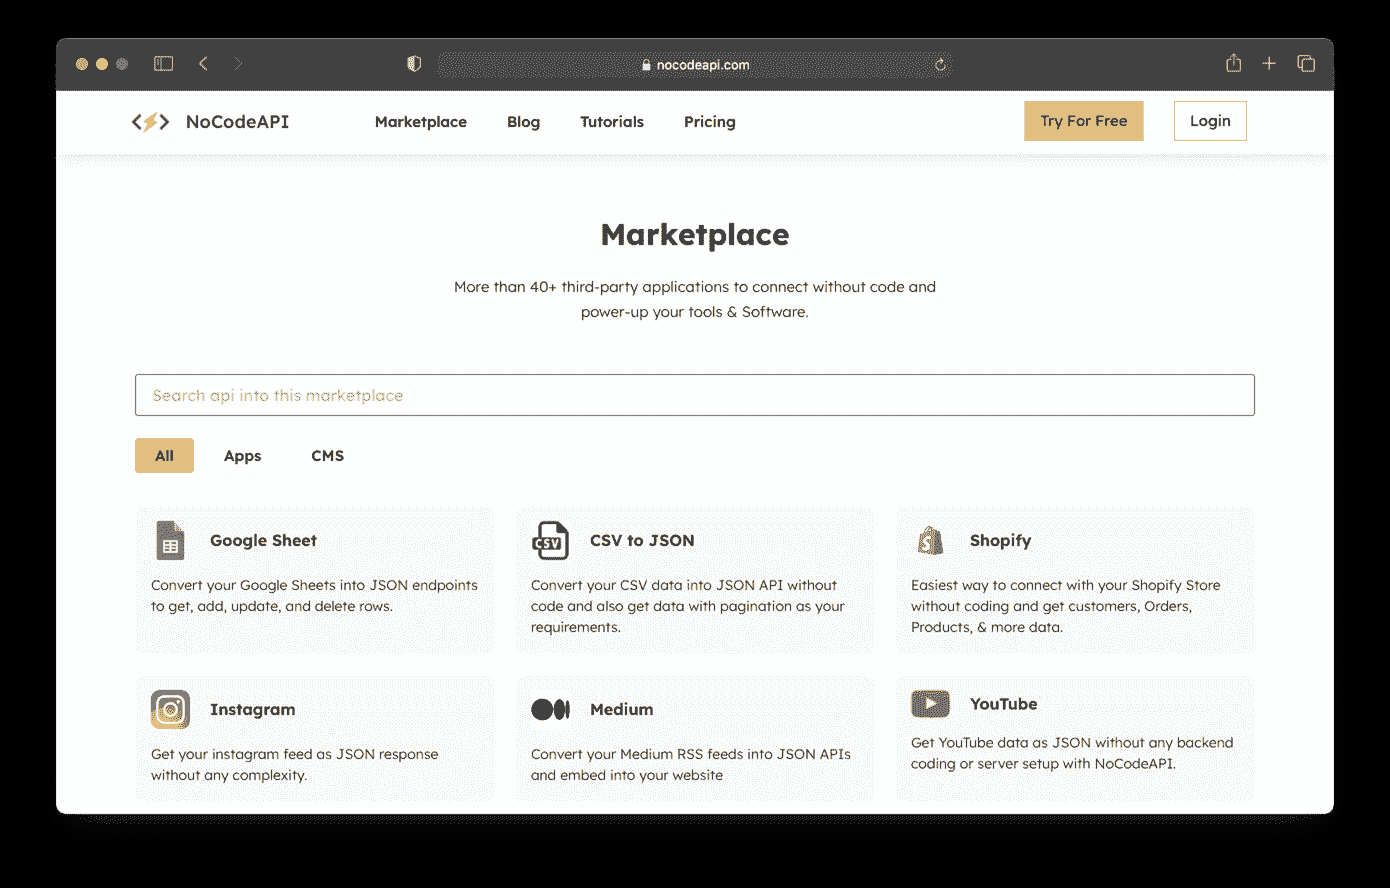 nocodeapi.com
NoCodeAPI
Marketplace
Blog
Tutorials
Pricing
Try For Free
Login
Marketplace
More than 40+ third-party applications to connect without code and
power-up your tools & Software.
Search api into this marketplace
All
Apps
CMS
Google Sheet
Convert your Google Sheets into JSON endpoints
to get, add, update, and delete rows.
CSV
CSV to JSON
Convert your CSV data into JSON API without
code and also get data with pagination as your
requirements.
Shopify
Easiest way to connect with your Shopify Store
without coding and get customers, Orders,
Products, & more data.
Instagram
Get your instagram feed as JSON response
without any complexity.
Medium
Convert your Medium RSS feeds into JSON APIs
and embed into your website
YouTube
Get YouTube data as JSON without any backend
coding or server setup with NoCodeAPI.